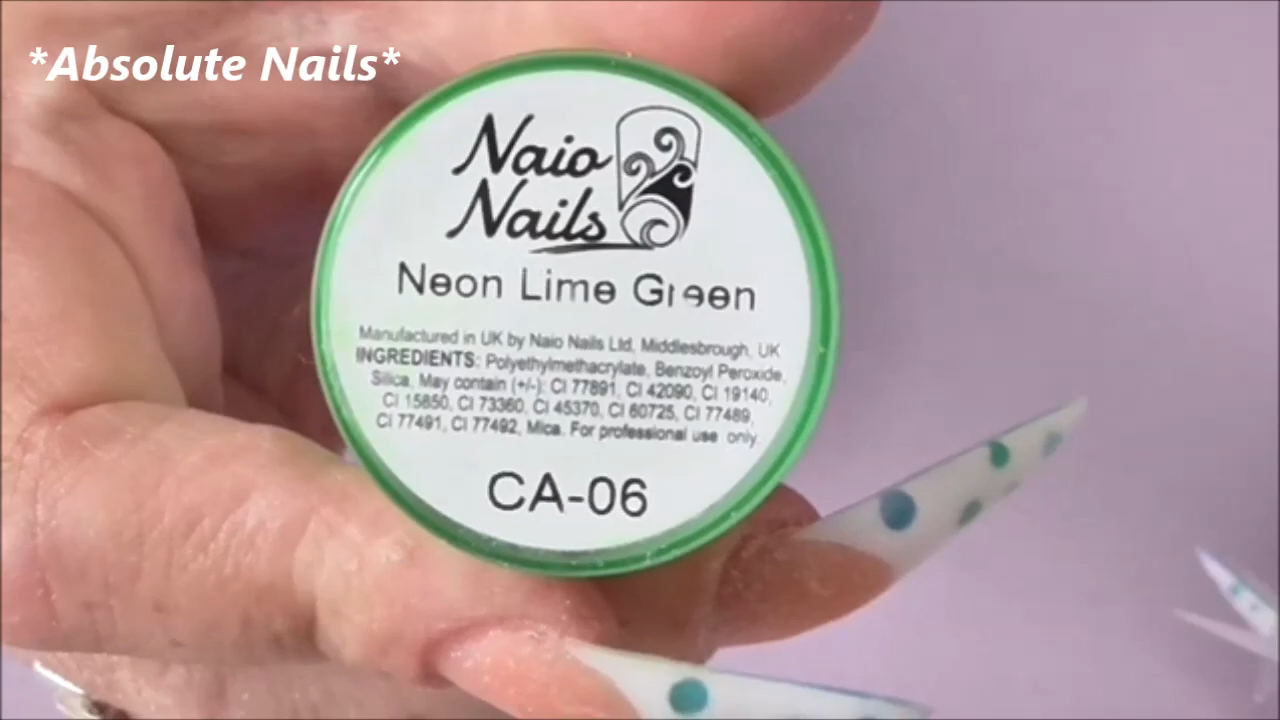 *Absolute Nails*
Naio
Nails
Neon Lime Green
Manufactured in UK by Naio Nails Ltd, Middlesbrough, UK
INGREDIENTS: Polyethylmethacrylate, Benzoyl Peroxide,
Silica, May contain (+/-): CI 77891, CI 42090, CI 19140,
CI 15850, CI 73360, CI 45370, CI 60725, CI 77489,
CI 77491, CI 77492, Mica. For professional use only.
CA-06